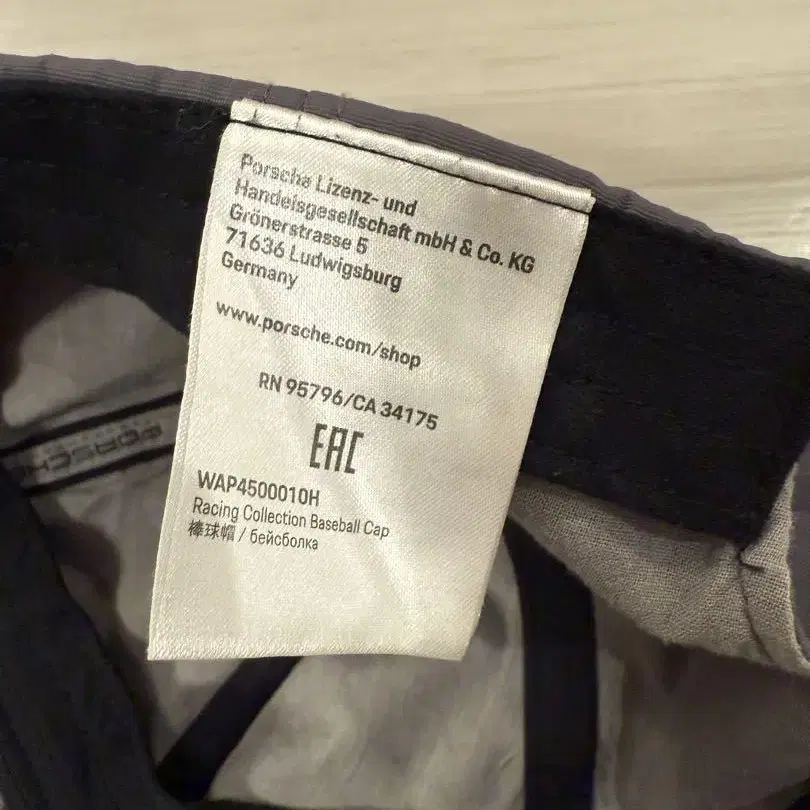 Porsche Lizenz- und
Handelsgesellschaft mbH & Co. KG
Grönerstrasse 5
71636 Ludwigsburg
Germany
www.porsche.com/shop
RN 95796/CA 34175
EAC
WAP4500010H
Racing Collection Baseball Cap
棒球帽 / бейсболка
PORSCHE